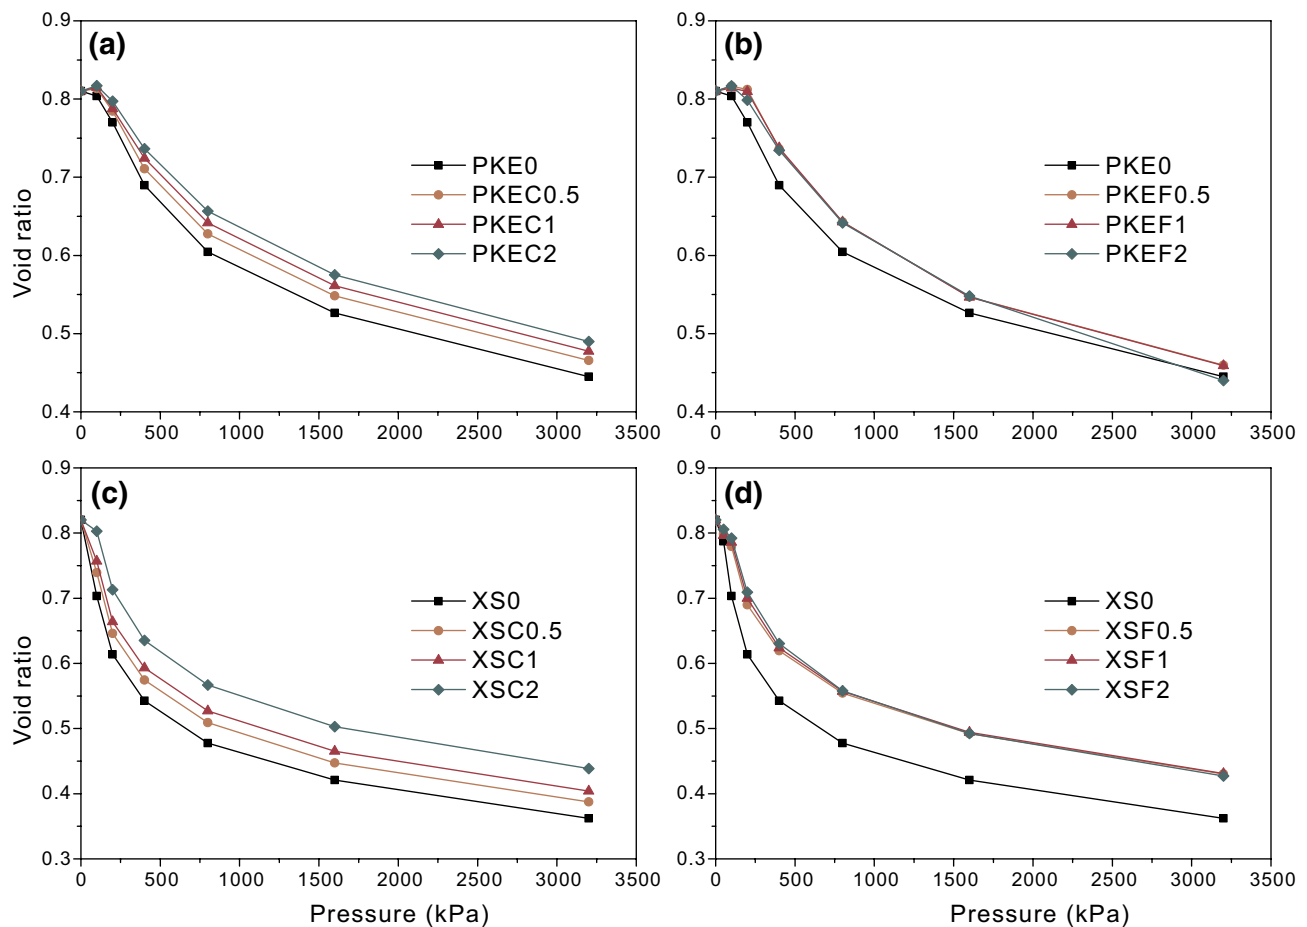 (a)
0.9
0.8
0.7
0.6
0.5
0.4
Void ratio
PKE0
PKEC0.5
PKEC1
PKEC2
0 500 1000 1500 2000 2500 3000 3500
(b)
0.9
0.8
0.7
0.6
0.5
0.4
PKE0
PKEF0.5
PKEF1
PKEF2
0 500 1000 1500 2000 2500 3000 3500
(c)
0.9
0.8
0.7
0.6
0.5
0.4
0.3
Void ratio
XS0
XSC0.5
XSC1
XSC2
0 500 1000 1500 2000 2500 3000 3500
Pressure (kPa)
(d)
0.9
0.8
0.7
0.6
0.5
0.4
0.3
XS0
XSF0.5
XSF1
XSF2
0 500 1000 1500 2000 2500 3000 3500
Pressure (kPa)